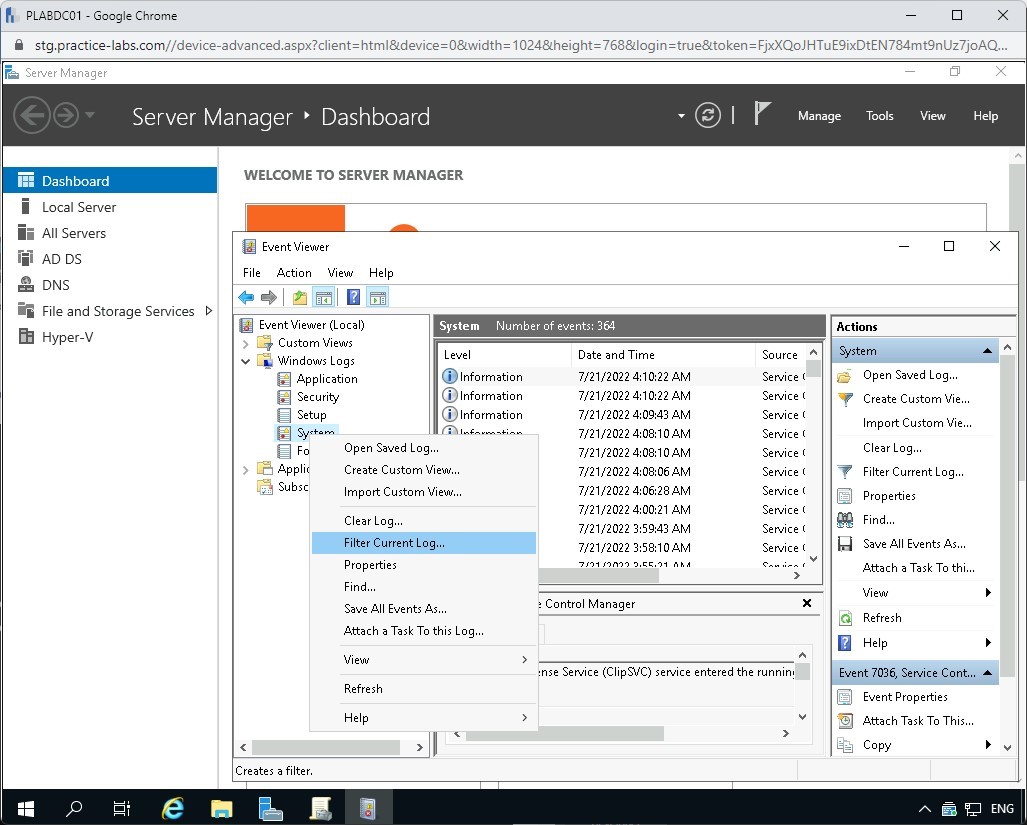 PLABDC01 - Google Chrome
stg.practice-labs.com//device-advanced.aspx?client=html&device=0&width=1024&height=768&login=true&token=FjxXQoJHTuE9ixDtEN784mt9nUz7joAQ...
Server Manager
Server Manager Dashboard
Manage Tools View Help
Dashboard
Local Server
All Servers
AD DS
DNS
File and Storage Services
Hyper-V
WELCOME TO SERVER MANAGER
Event Viewer
File Action View Help
Event Viewer (Local)
Custom Views
Windows Logs
Application
Security
Setup
System
Fo
Applic
Subsc
System Number of events: 364
Level Date and Time Source
Information 7/21/2022 4:10:22 AM Service
Information 7/21/2022 4:10:22 AM Service
Information 7/21/2022 4:09:43 AM Service
Information 7/21/2022 4:08:10 AM Service
7/21/2022 4:08:10 AM Service
7/21/2022 4:08:06 AM Service
7/21/2022 4:06:28 AM Service
7/21/2022 4:00:21 AM Service
7/21/2022 3:59:43 AM Service
7/21/2022 3:58:10 AM Service
7/21/2022 3:55:21 AM Service
Open Saved Log...
Create Custom View...
Import Custom View...
Clear Log...
Filter Current Log...
Properties
Find...
Save All Events As...
Attach a Task To this Log...
View
Refresh
Help
e Control Manager
ense Service (ClipSVC) service entered the running
Actions
System
Open Saved Log...
Create Custom Vie...
Import Custom Vie...
Clear Log...
Filter Current Log...
Properties
Find...
Save All Events As...
Attach a Task To thi...
View
Refresh
Help
Event 7036, Service Cont...
Event Properties
Attach Task To This...
Copy
Creates a filter.
ENG